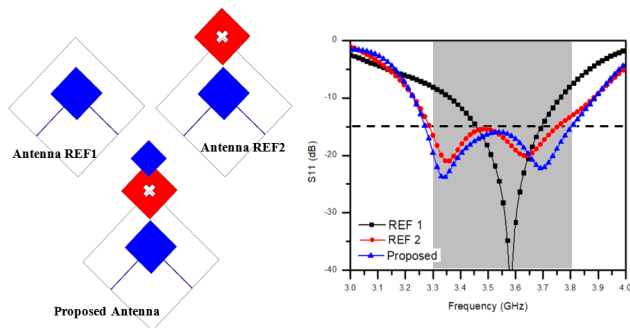 Antenna REF1
Antenna REF2
Proposed Antenna
0
-10
-20
-30
-40
S11 (dB)
REF 1
REF 2
Proposed
3.0 3.1 3.2 3.3 3.4 3.5 3.6 3.7 3.8 3.9 4.0
Frequency (GHz)